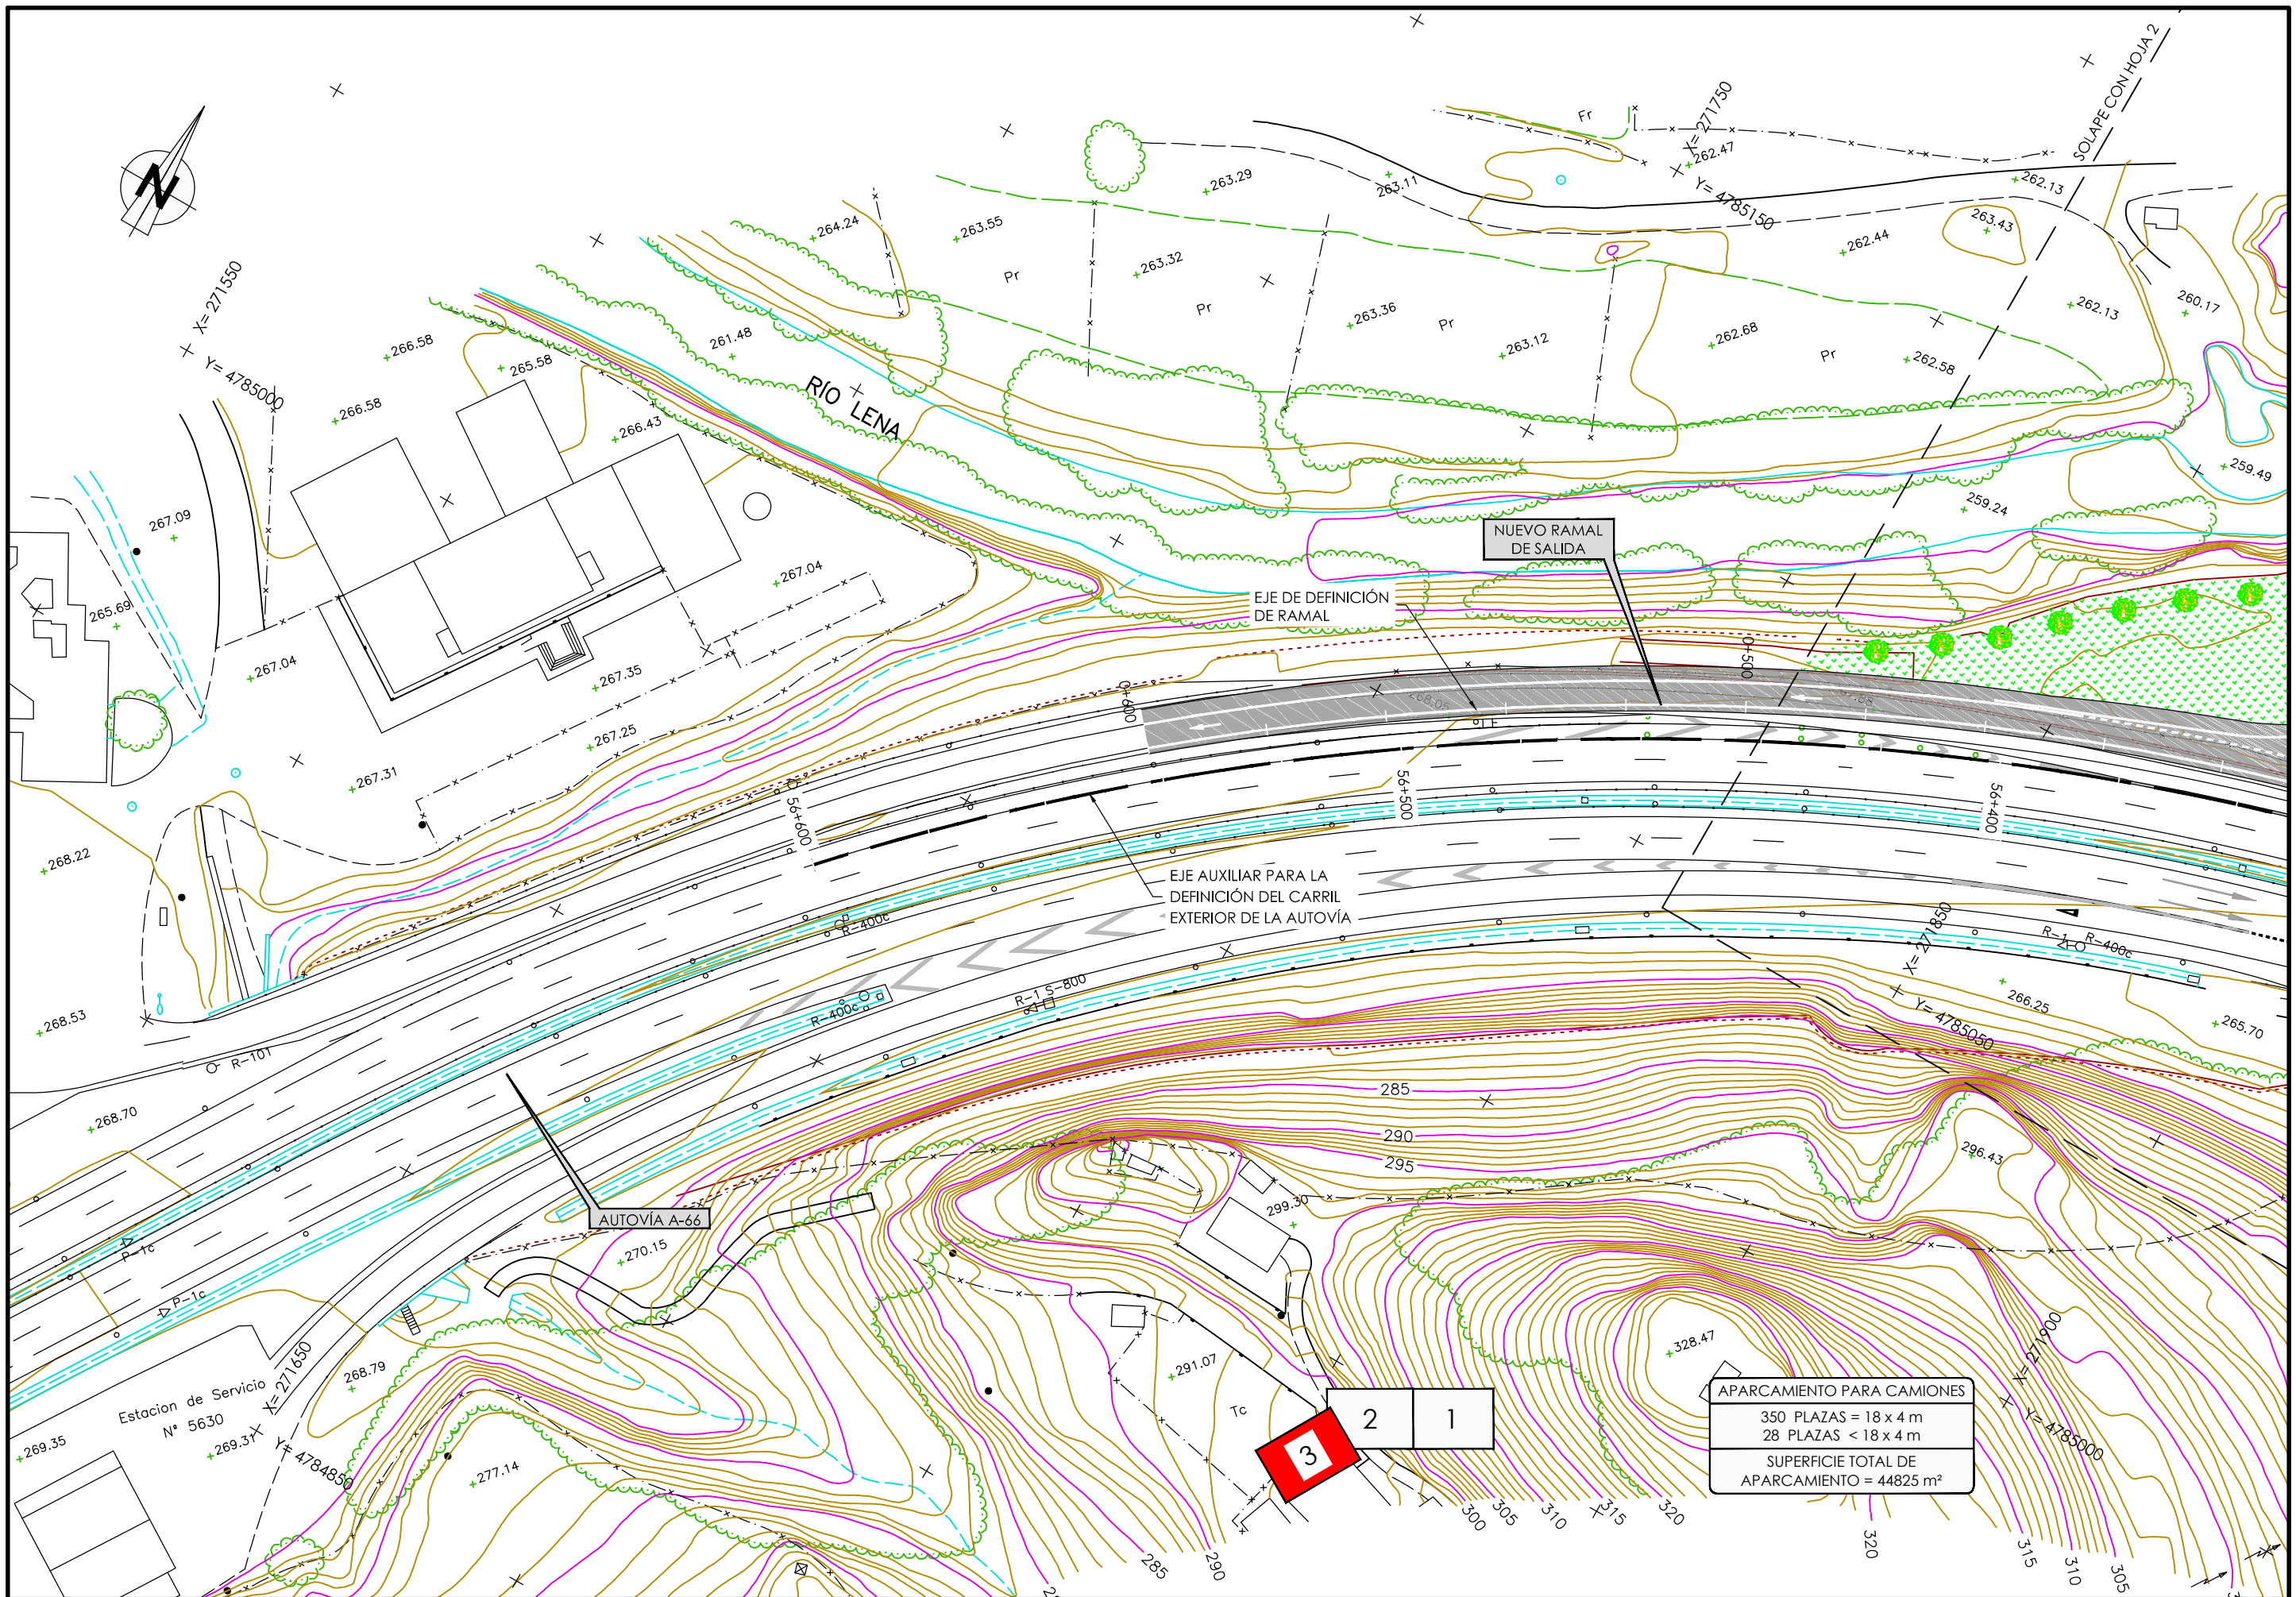 SOLAPE CON HOJA 2
N
X= 271750
Y= 4785150
Fr
262.47
262.13
263.11
263.29
263.43
264.24
263.55
262.44
263.32
Pr
Pr
263.36
Pr
263.12
262.68
Pr
262.58
262.13
260.17
X= 271550
Y= 4785000
266.58
265.58
261.48
RÍO LENA
266.58
266.43
267.09
259.49
259.24
NUEVO RAMAL
DE SALIDA
EJE DE DEFINICIÓN
DE RAMAL
267.04
265.69
267.04
267.35
0+500
0+600
268.05
267.25
267.31
56+600
56+500
56+400
268.22
EJE AUXILIAR PARA LA
DEFINICIÓN DEL CARRIL
EXTERIOR DE LA AUTOVÍA
R-400c
X= 271850
Y= 4785050
R-1
R-400c
R-1 S-800
R-400c
266.25
265.70
268.53
R-101
268.70
285
290
295
296.43
299.30
AUTOVÍA A-66
270.15
P-1c
P-1c
X= 271650
Y= 4784850
268.79
Estacion de Servicio
Nº 5630
269.35
269.31
277.14
291.07
Tc
328.47
X= 271900
Y= 4785000
3
2
1
APARCAMIENTO PARA CAMIONES
350 PLAZAS = 18 x 4 m
28 PLAZAS < 18 x 4 m
SUPERFICIE TOTAL DE
APARCAMIENTO = 44825 m²
285
290
300
305
310
315
320
320
315
310
305